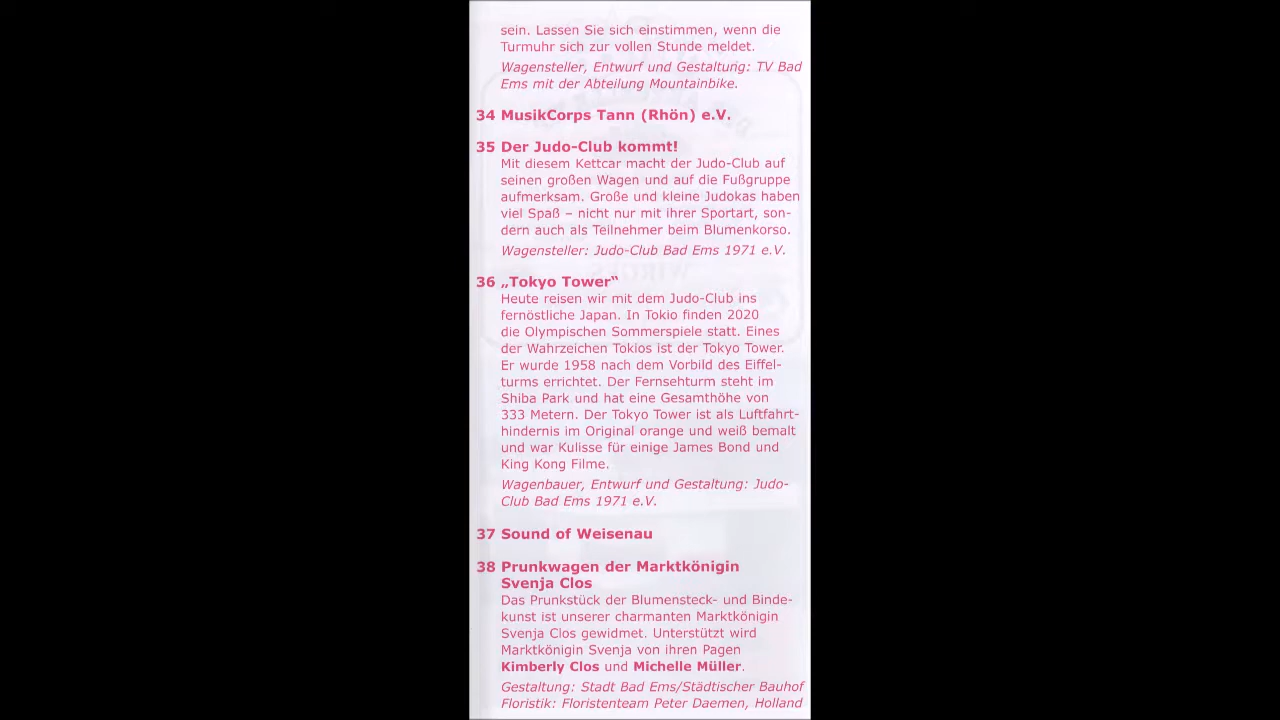 sein. Lassen Sie sich einstimmen, wenn die
Turmuhr sich zur vollen Stunde meldet.
Wagensteller, Entwurf und Gestaltung: TV Bad
Ems mit der Abteilung Mountainbike.
34 MusikCorps Tann (Rhön) e.V.
35 Der Judo-Club kommt!
Mit diesem Kettcar macht der Judo-Club auf
seinen großen Wagen und auf die Fußgruppe
aufmerksam. Große und kleine Judokas haben
viel Spaß – nicht nur mit ihrer Sportart, son-
dern auch als Teilnehmer beim Blumenkorso.
Wagensteller: Judo-Club Bad Ems 1971 e.V.
36 „Tokyo Tower“
Heute reisen wir mit dem Judo-Club ins
fernöstliche Japan. In Tokio finden 2020
die Olympischen Sommerspiele statt. Eines
der Wahrzeichen Tokios ist der Tokyo Tower.
Er wurde 1958 nach dem Vorbild des Eiffel-
turms errichtet. Der Fernsehturm steht im
Shiba Park und hat eine Gesamthöhe von
333 Metern. Der Tokyo Tower ist als Luftfahrt-
hindernis im Original orange und weiß bemalt
und war Kulisse für einige James Bond und
King Kong Filme.
Wagenbauer, Entwurf und Gestaltung: Judo-
Club Bad Ems 1971 e.V.
37 Sound of Weisenau
38 Prunkwagen der Marktkönigin
Svenja Clos
Das Prunkstück der Blumensteck- und Binde-
kunst ist unserer charmanten Marktkönigin
Svenja Clos gewidmet. Unterstützt wird
Marktkönigin Svenja von ihren Pagen
Kimberly Clos und Michelle Müller.
Gestaltung: Stadt Bad Ems/Städtischer Bauhof
Floristik: Floristenteam Peter Daemen, Holland